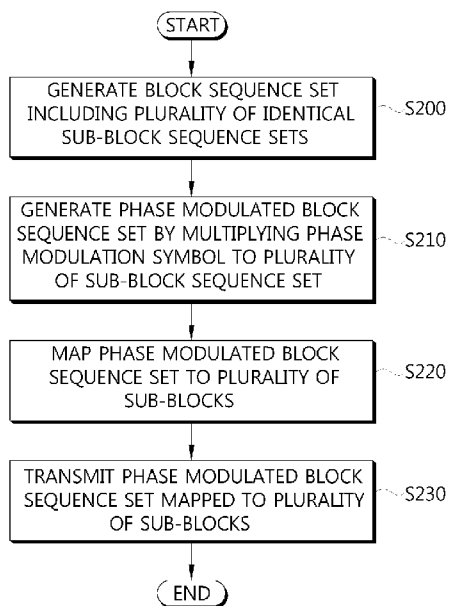 START
GENERATE BLOCK SEQUENCE SET
INCLUDING PLURALITY OF IDENTICAL
SUB-BLOCK SEQUENCE SETS
S200
GENERATE PHASE MODULATED BLOCK
SEQUENCE SET BY MULTIPLYING PHASE
MODULATION SYMBOL TO PLURALITY
OF SUB-BLOCK SEQUENCE SET
S210
MAP PHASE MODULATED BLOCK
SEQUENCE SET TO PLURALITY OF
SUB-BLOCKS
S220
TRANSMIT PHASE MODULATED BLOCK
SEQUENCE SET MAPPED TO PLURALITY
OF SUB-BLOCKS
S230
END